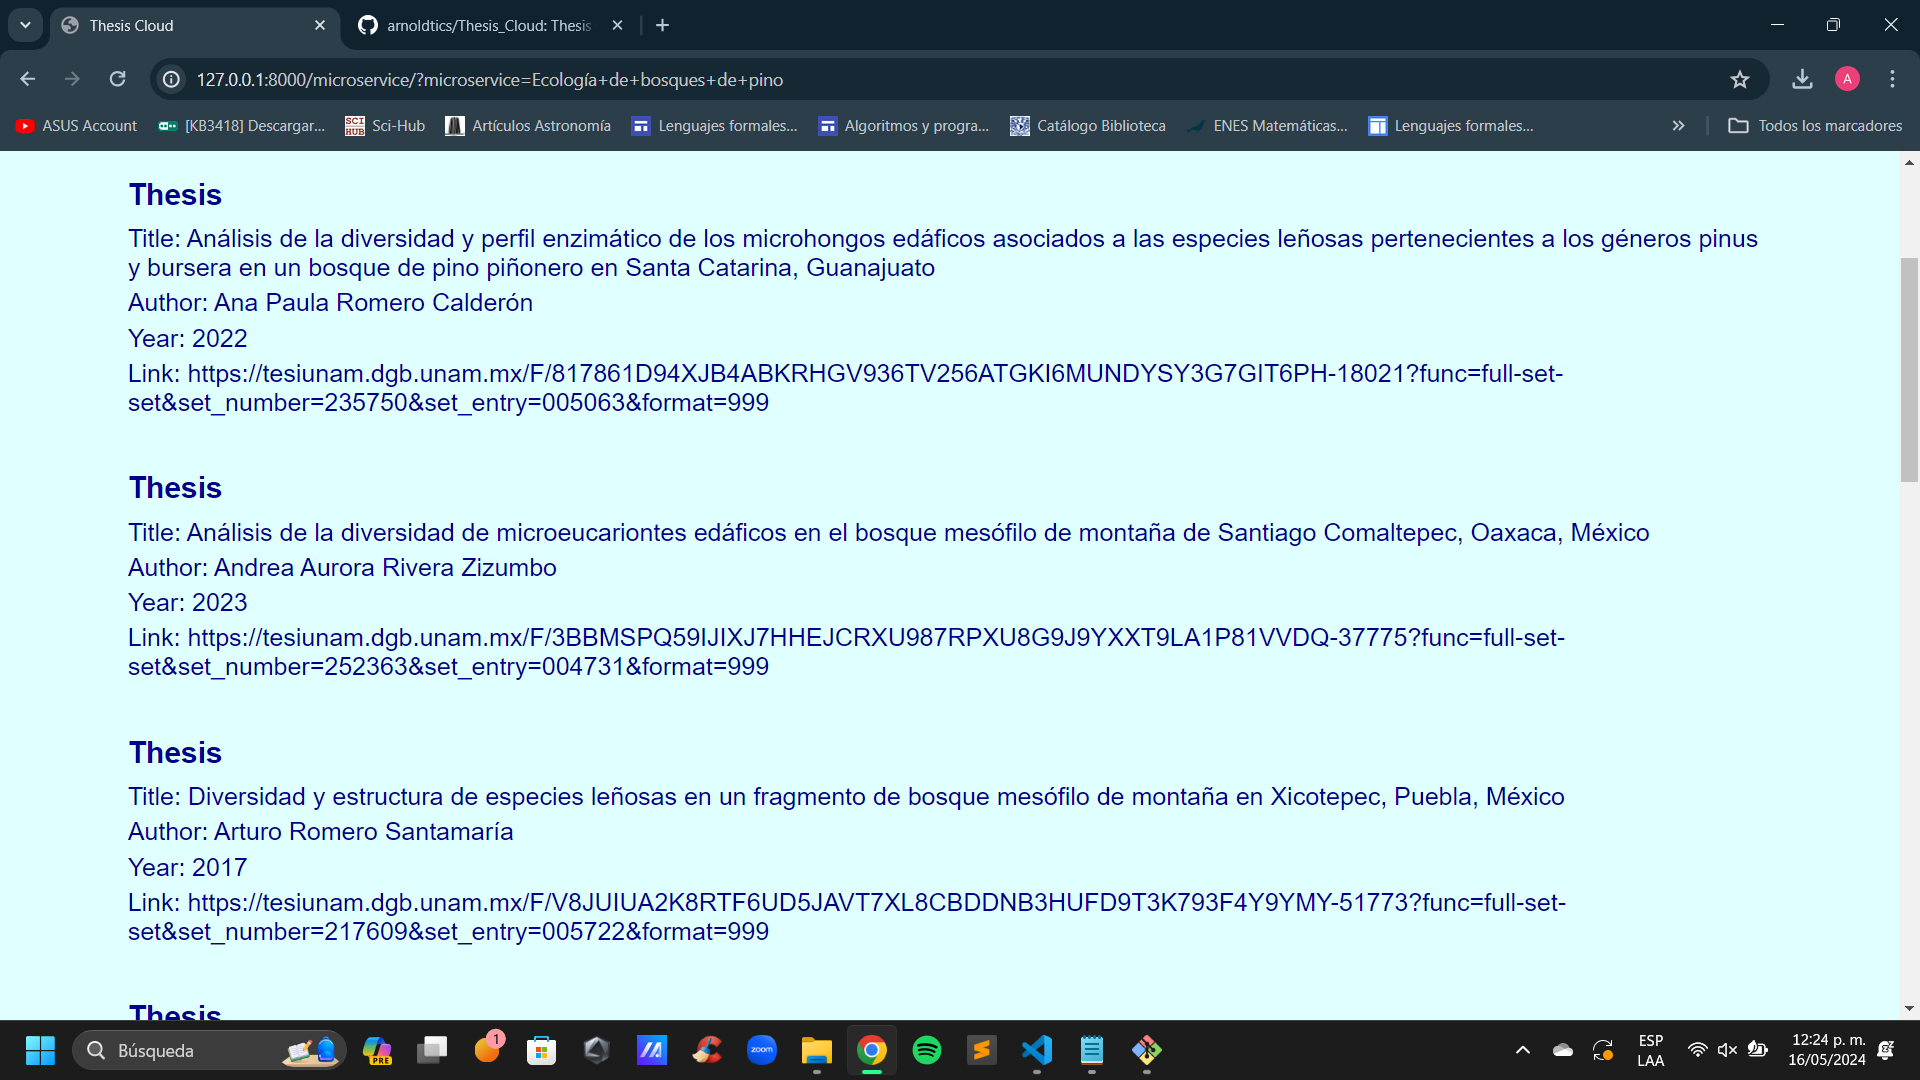 Thesis Cloud
arnoldtics/Thesis_Cloud: Thesis
127.0.0.1:8000/microservice/?microservice=Ecología+de+bosques+de+pino
A
ASUS Account
[KB3418] Descargar...
SCI HUB
Sci-Hub
Artículos Astronomía
Lenguajes formales...
Algoritmos y progra...
Catálogo Biblioteca
ENES Matemáticas...
Lenguajes formales...
Todos los marcadores
Thesis
Title: Análisis de la diversidad y perfil enzimático de los microhongos edáficos asociados a las especies leñosas pertenecientes a los géneros pinus
y bursera en un bosque de pino piñonero en Santa Catarina, Guanajuato
Author: Ana Paula Romero Calderón
Year: 2022
Link: https://tesiunam.dgb.unam.mx/F/817861D94XJB4ABKRHGV936TV256ATGKI6MUNDYSY3G7GIT6PH-18021?func=full-set-
set&set_number=235750&set_entry=005063&format=999
Thesis
Title: Análisis de la diversidad de microeucariontes edáficos en el bosque mesófilo de montaña de Santiago Comaltepec, Oaxaca, México
Author: Andrea Aurora Rivera Zizumbo
Year: 2023
Link: https://tesiunam.dgb.unam.mx/F/3BBMSPQ59IJIXJ7HHEJCRXU987RPXU8G9J9YXXT9LA1P81VVDQ-37775?func=full-set-
set&set_number=252363&set_entry=004731&format=999
Thesis
Title: Diversidad y estructura de especies leñosas en un fragmento de bosque mesófilo de montaña en Xicotepec, Puebla, México
Author: Arturo Romero Santamaría
Year: 2017
Link: https://tesiunam.dgb.unam.mx/F/V8JUIUA2K8RTF6UD5JAVT7XL8CBDDNB3HUFD9T3K793F4Y9YMY-51773?func=full-set-
set&set_number=217609&set_entry=005722&format=999
Thesis
Búsqueda
PRE
1
zoom
ESP
LAA
12:24 p. m.
16/05/2024